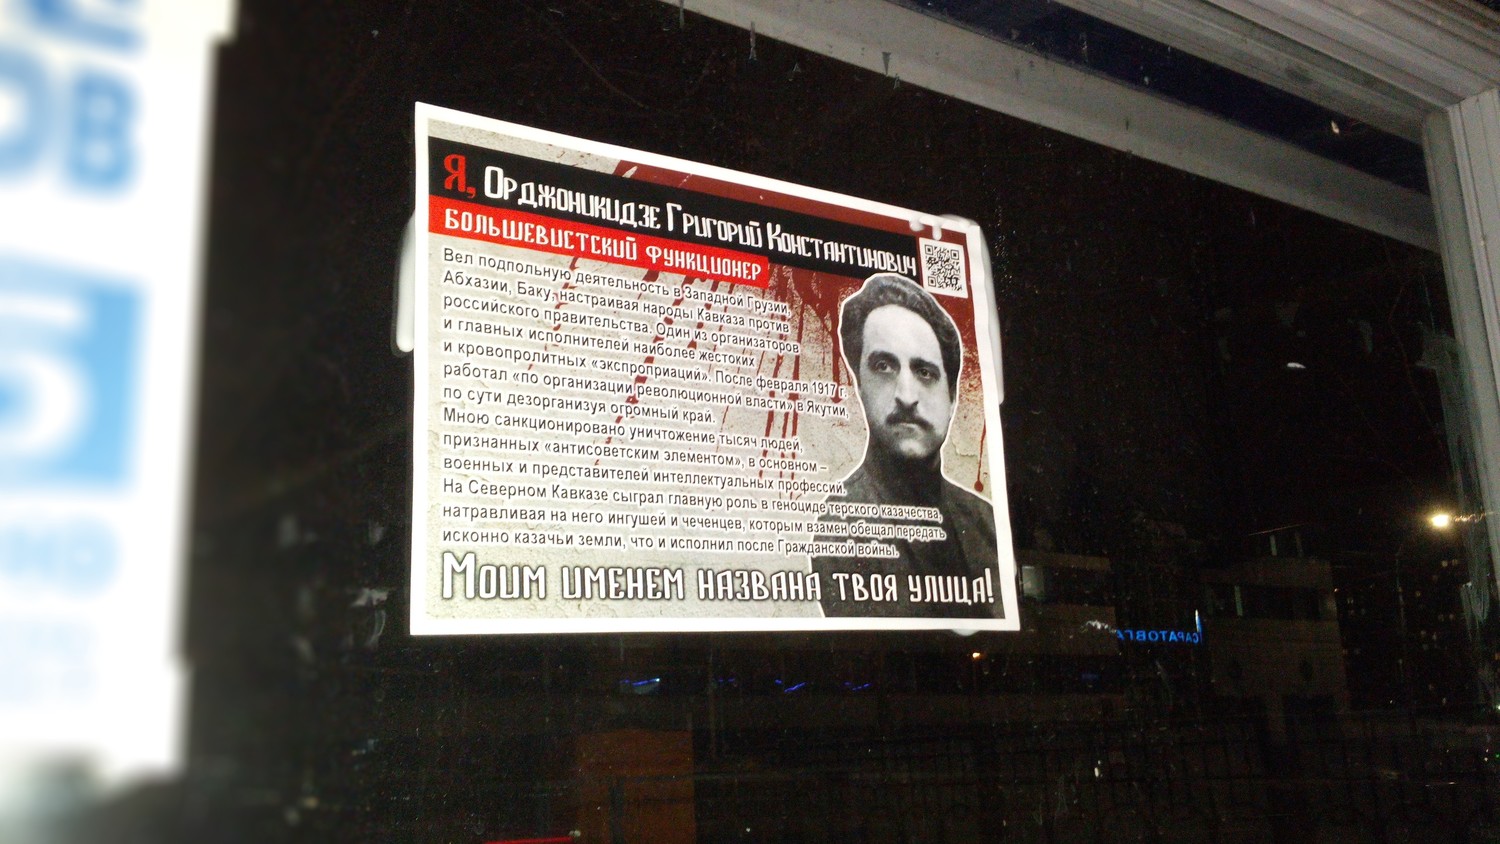 Я, Орджоникидзе Григорий Константинович
большевистский функционер
Вел подпольную деятельность в Западной Грузии,
Абхазии, Баку, настраивая народы Кавказа против
российского правительства. Один из организаторов
и главных исполнителей наиболее жестоких
и кровопролитных «экспроприаций». После февраля 1917 г.
работал «по организации революционной власти» в Якутии,
по сути дезорганизуя огромный край.
Мною санкционировано уничтожение тысяч людей,
признанных «антисоветским элементом», в основном –
военных и представителей интеллектуальных профессий.
На Северном Кавказе сыграл главную роль в геноциде терского казачества,
натравливая на него ингушей и чеченцев, которым взамен обещал передать
исконно казачьи земли, что и исполнил после Гражданской войны.
Моим именем названа твоя улица!
ОВ
САРАТОВГА